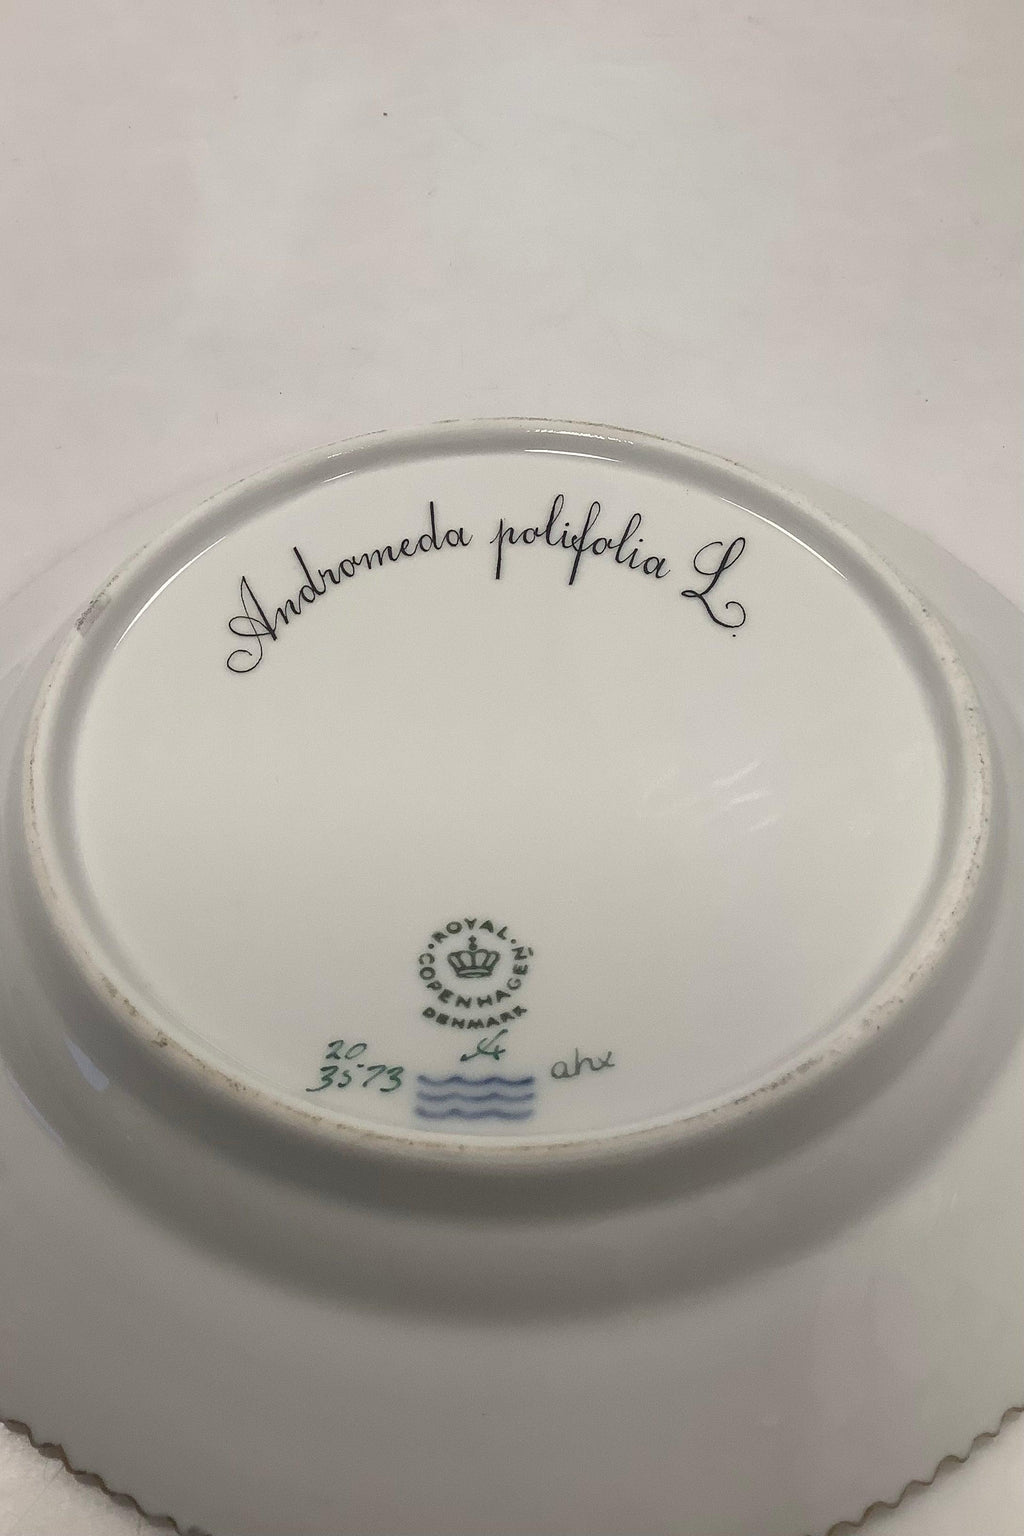 Andromeda polifolia L.
ROYAL COPENHAGEN
DENMARK
20
3573
ahx